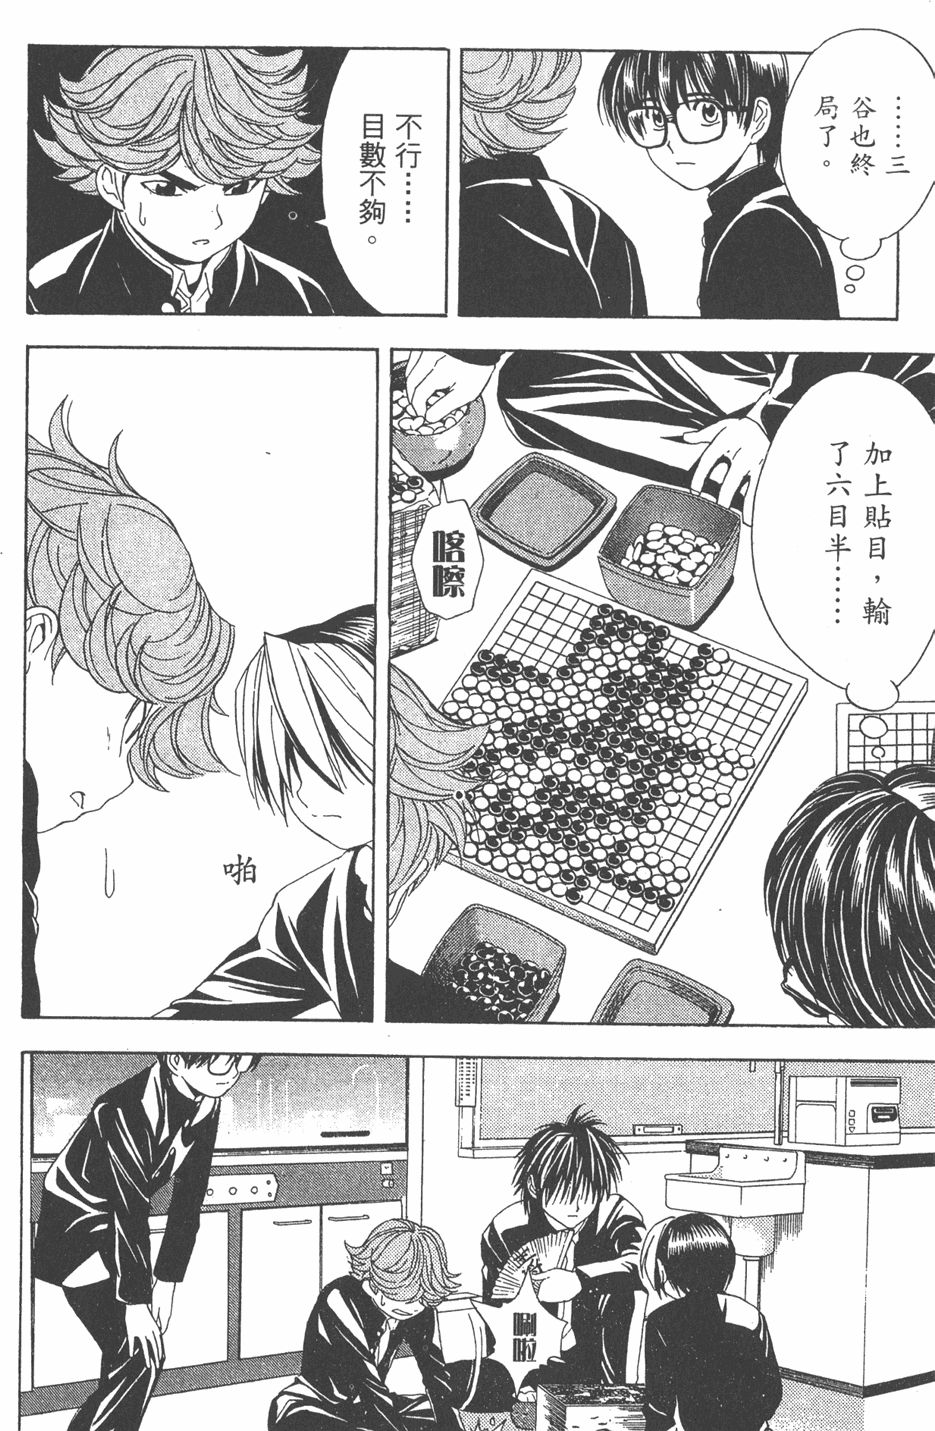 ……三
谷也終
局了。
不行……
目數不夠。
加上貼目，輸
了六目半……
喀嚓
啪
唰啦